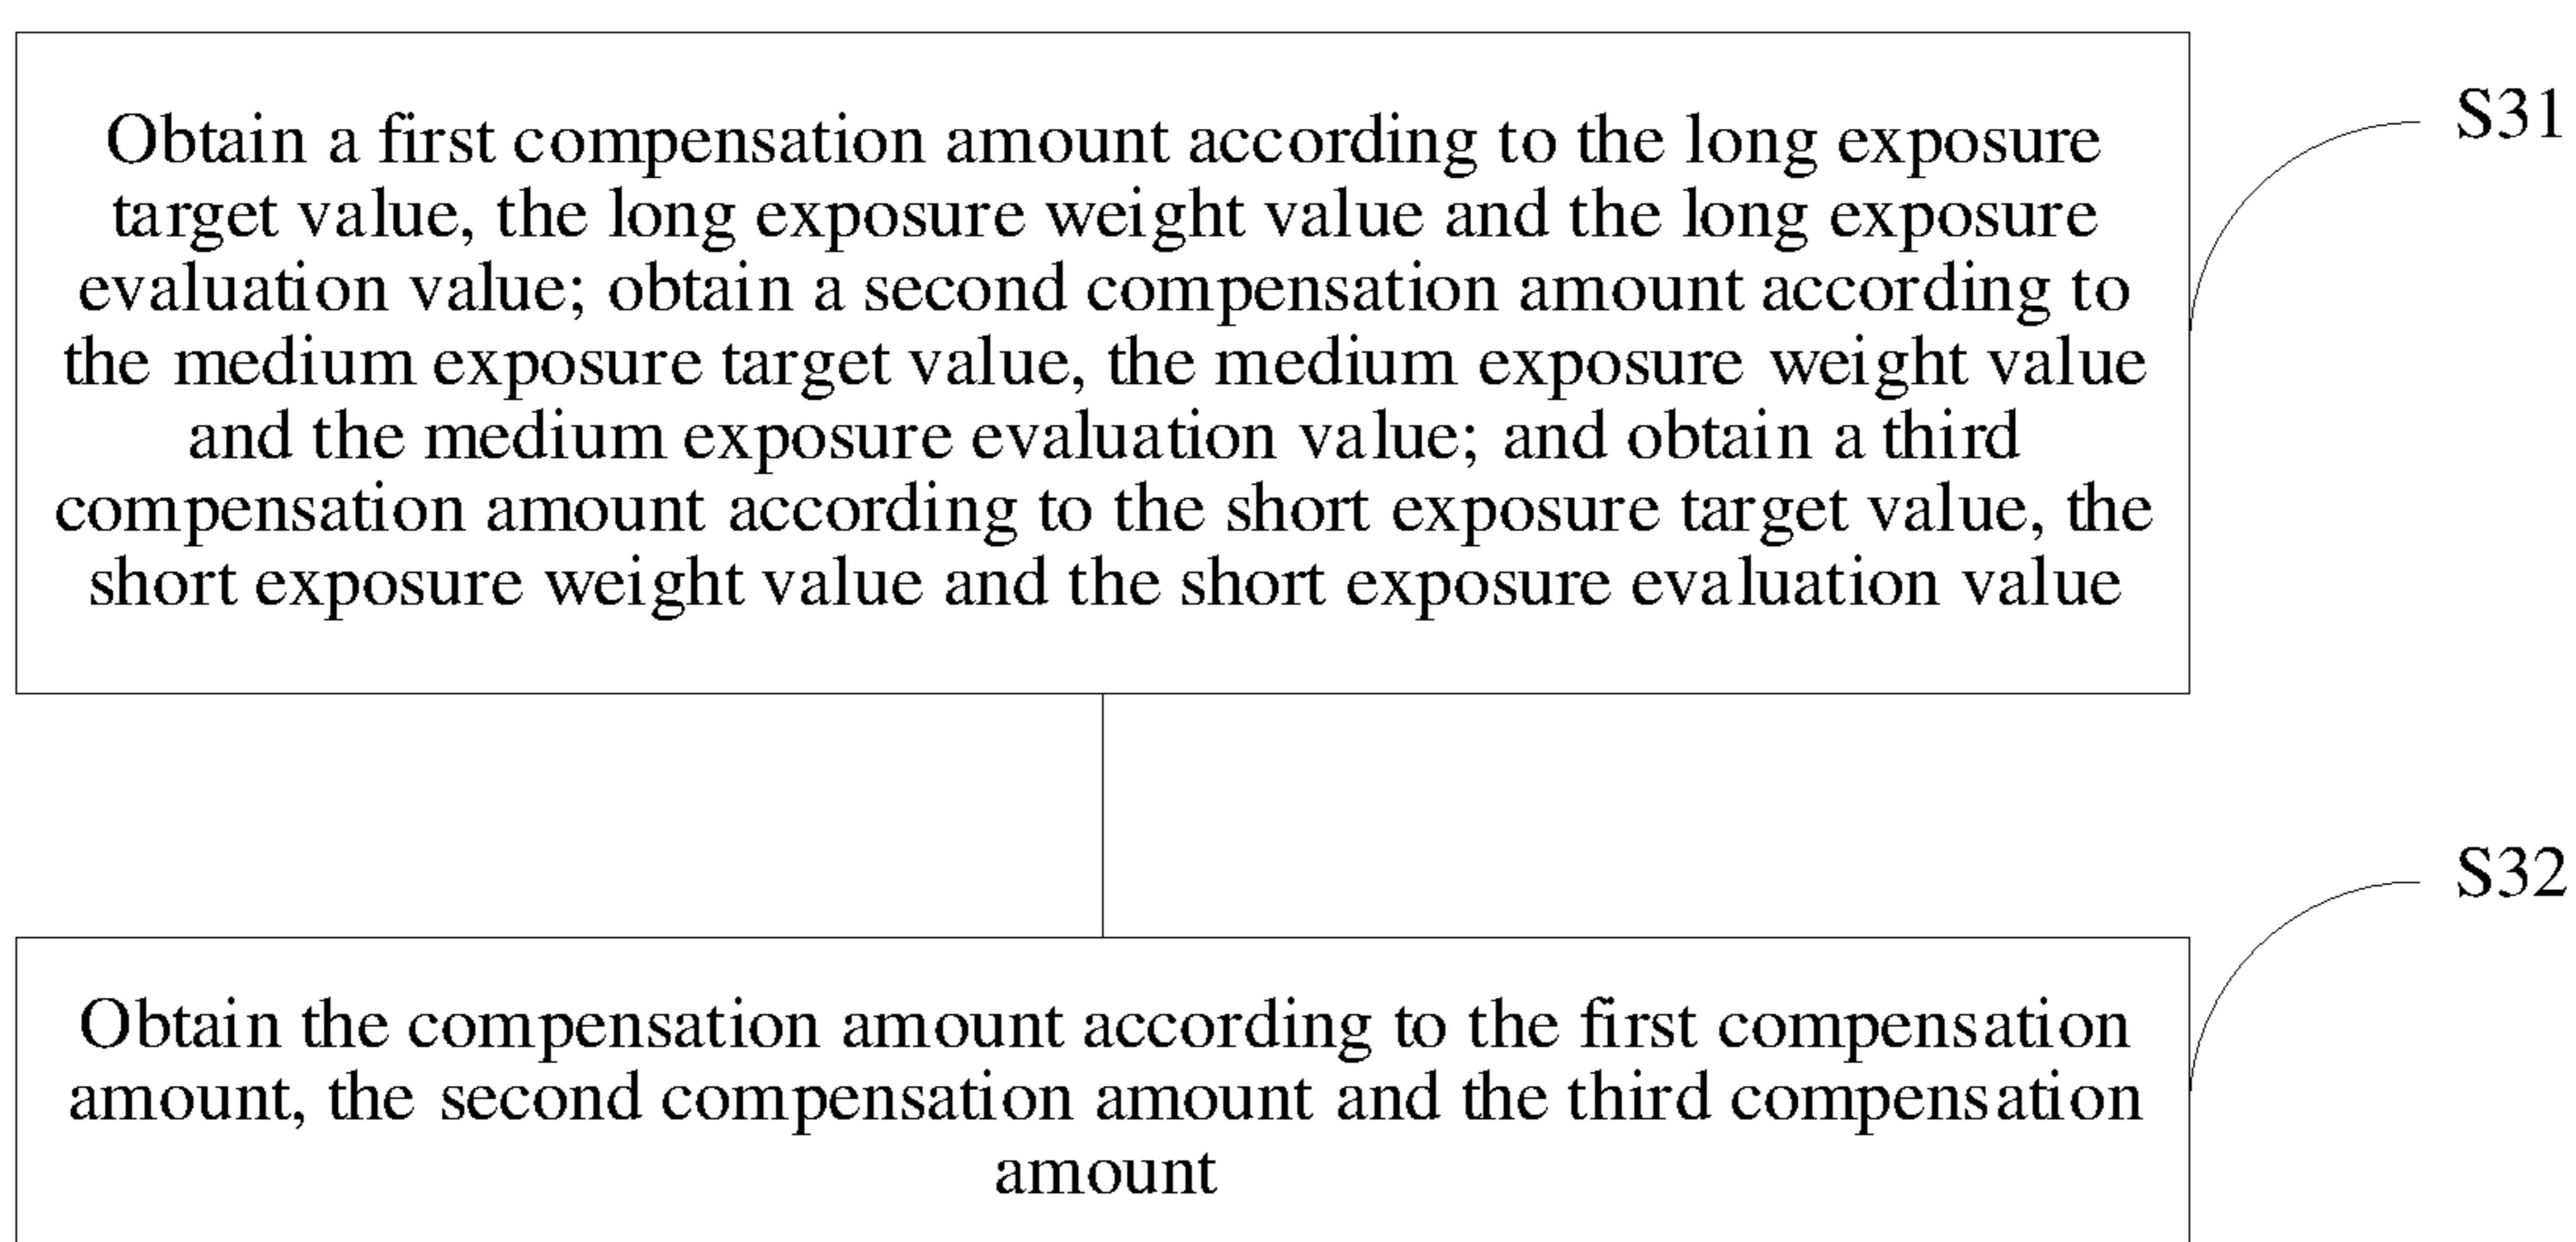 Obtain a first compensation amount according to the long exposure
target value, the long exposure weight value and the long exposure
evaluation value; obtain a second compensation amount according to
the medium exposure target value, the medium exposure weight value
and the medium exposure evaluation value; and obtain a third
compensation amount according to the short exposure target value, the
short exposure weight value and the short exposure evaluation value
S31
Obtain the compensation amount according to the first compensation
amount, the second compensation amount and the third compensation
amount
S32